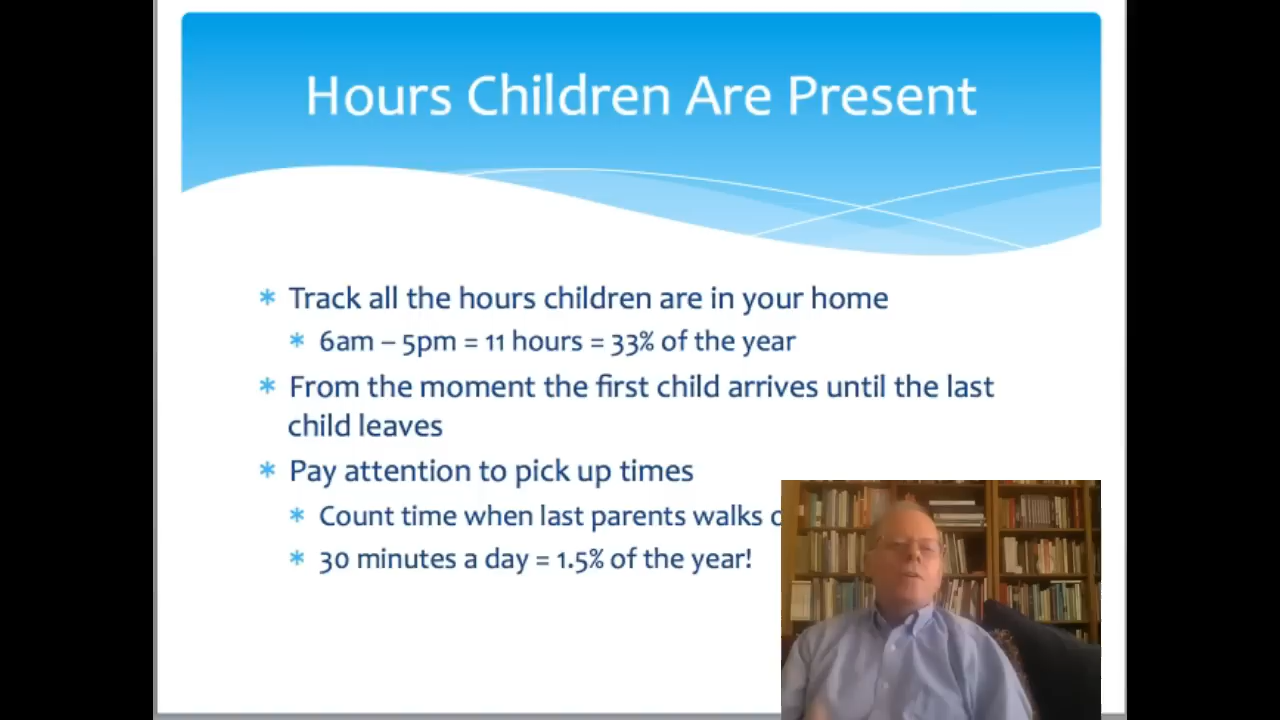 Hours Children Are Present
* Track all the hours children are in your home
* 6am – 5pm = 11 hours = 33% of the year
* From the moment the first child arrives until the last
child leaves
* Pay attention to pick up times
* Count time when last parents walks
* 30 minutes a day = 1.5% of the year!